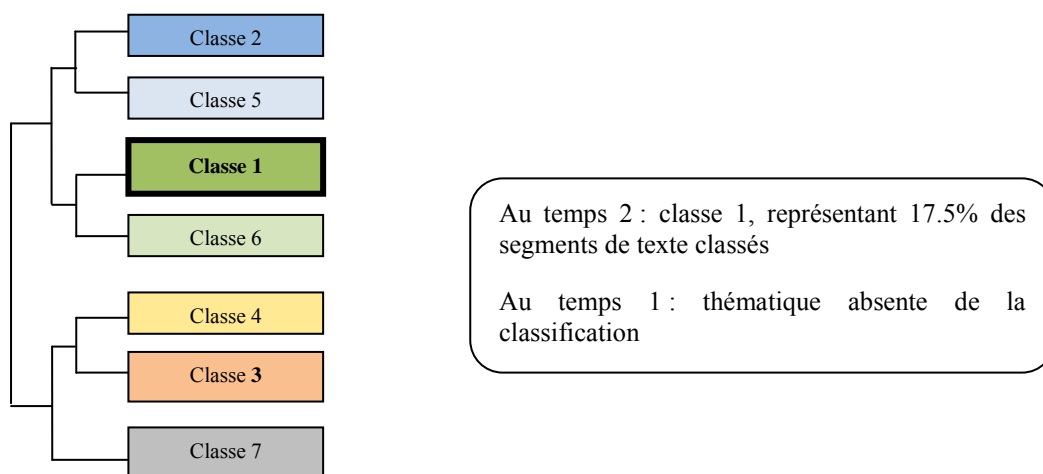 Classe 2
Classe 5
Classe 1
Classe 6
Classe 4
Classe 3
Classe 7
Au temps 2 : classe 1, représentant 17.5% des
segments de texte classés
Au temps 1 : thématique absente de la
classification